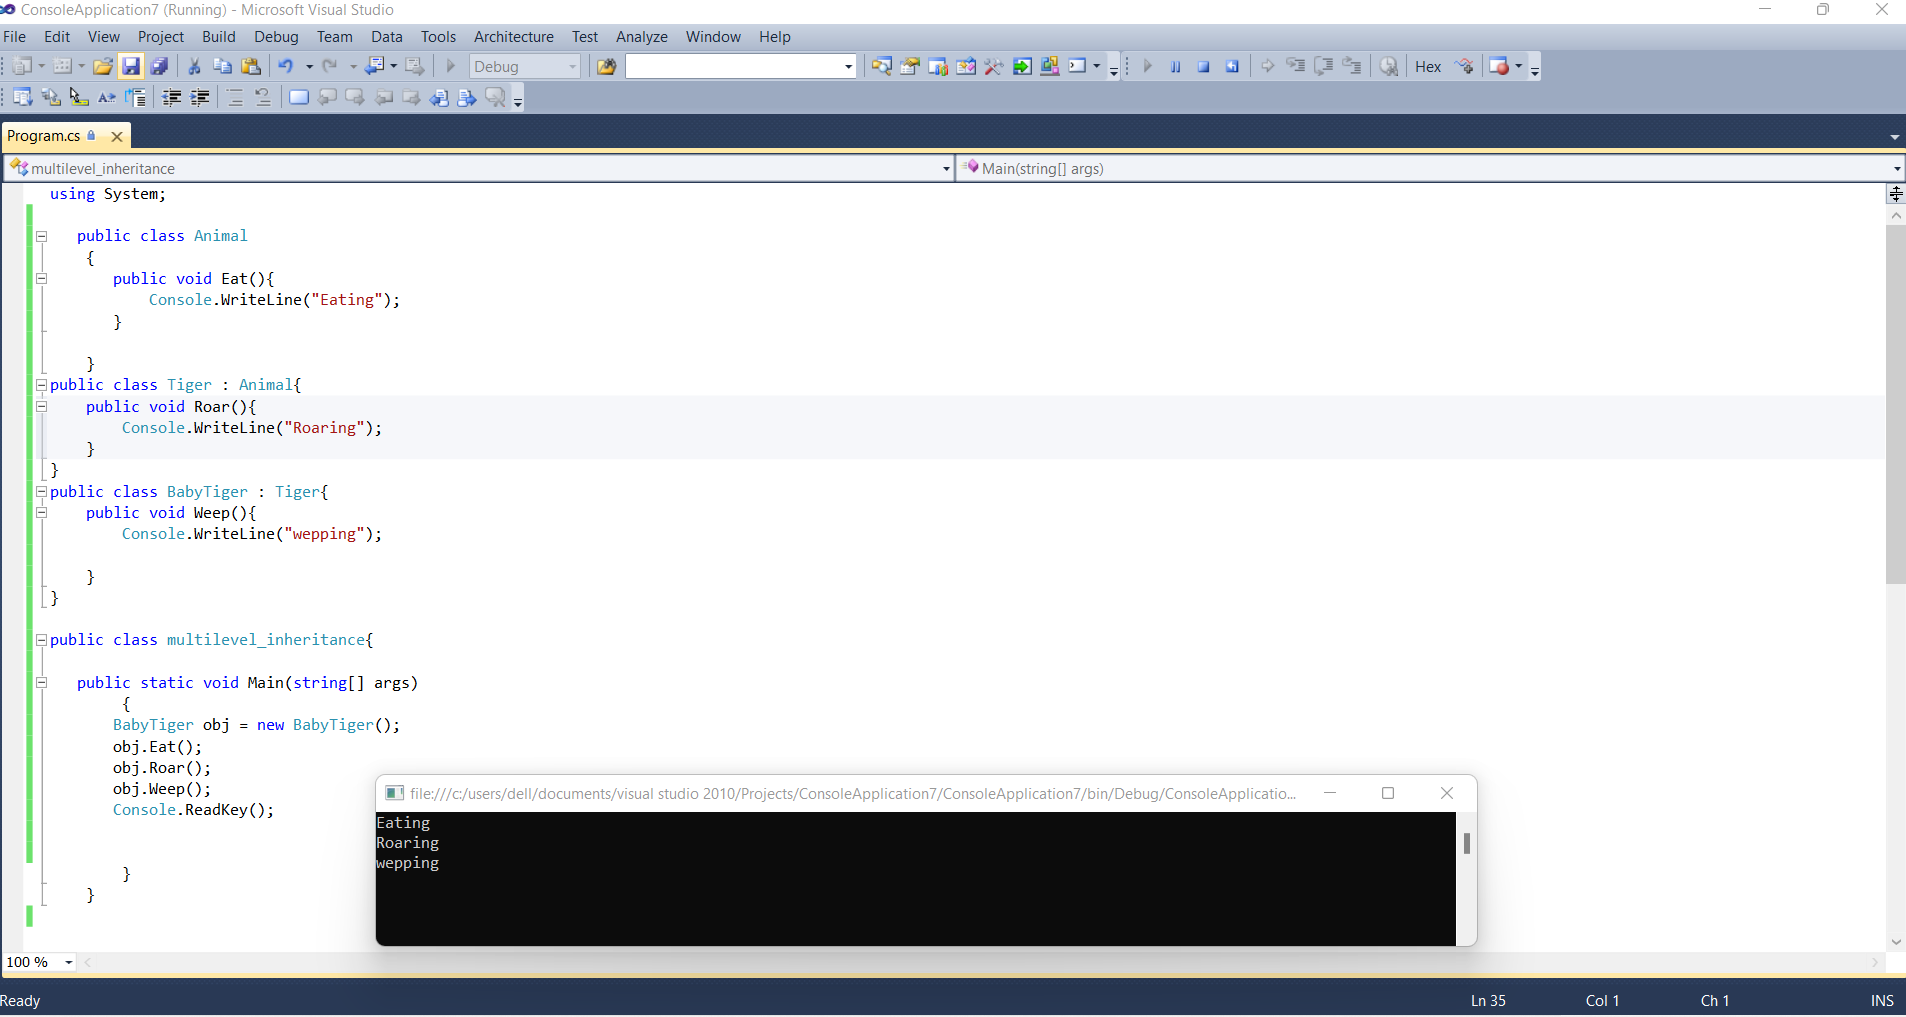 ConsoleApplication7 (Running) - Microsoft Visual Studio
File Edit View Project Build Debug Team Data Tools Architecture Test Analyze Window Help
Debug Hex
Program.cs
multilevel_inheritance Main(string[] args)
using System;
public class Animal
{
public void Eat(){
Console.WriteLine("Eating");
}
}
public class Tiger : Animal{
public void Roar(){
Console.WriteLine("Roaring");
}
}
public class BabyTiger : Tiger{
public void Weep(){
Console.WriteLine("wepping");
}
}
public class multilevel_inheritance{
public static void Main(string[] args)
{
BabyTiger obj = new BabyTiger();
obj.Eat();
obj.Roar();
obj.Weep();
Console.ReadKey();
}
}
file:///c:/users/dell/documents/visual studio 2010/Projects/ConsoleApplication7/ConsoleApplication7/bin/Debug/ConsoleApplicatio...
Eating
Roaring
wepping
100 %
Ready Ln 35 Col 1 Ch 1 INS